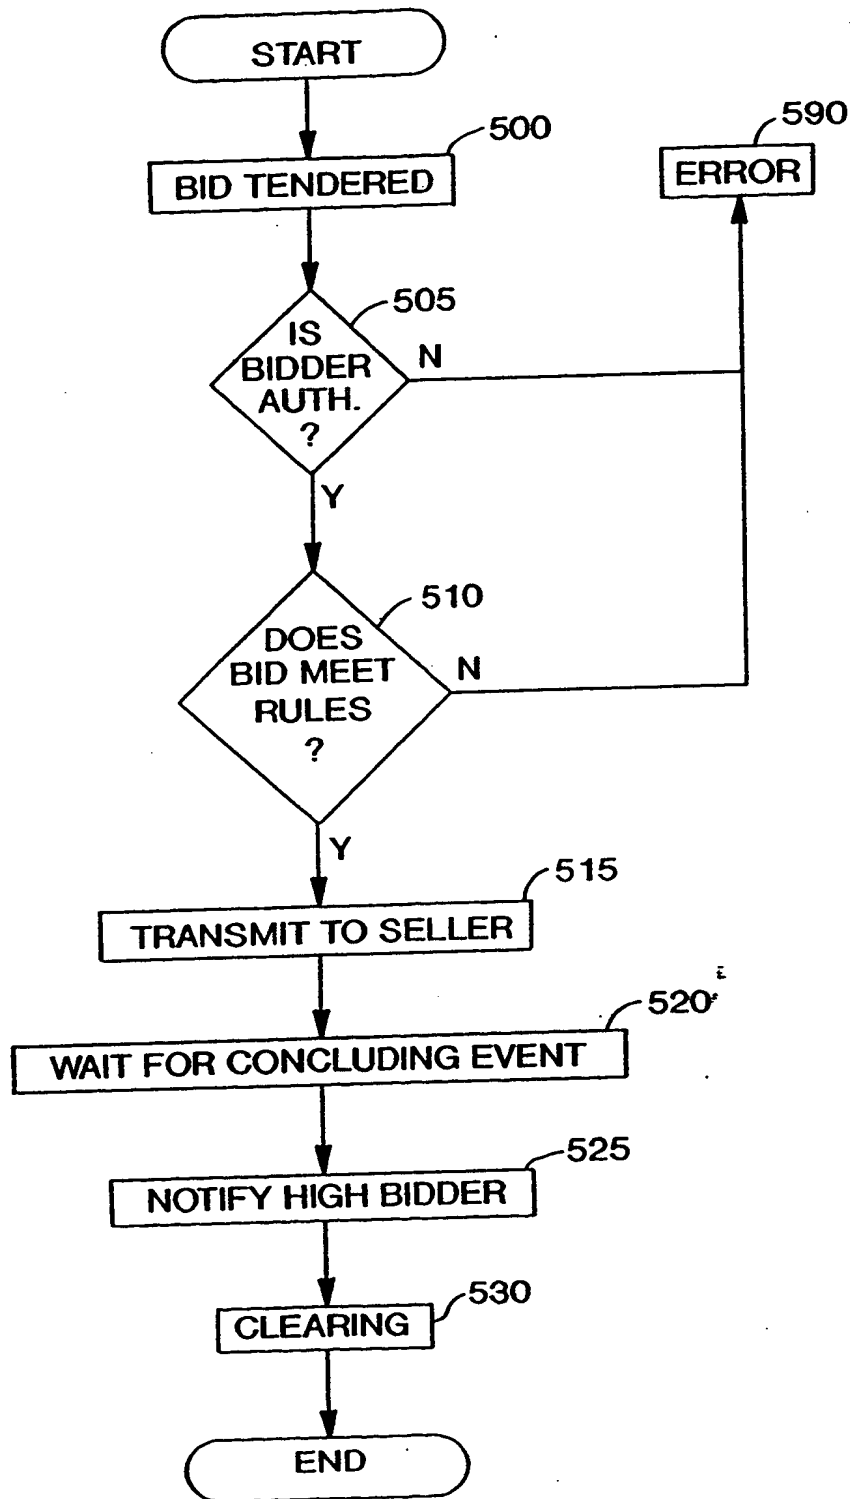 START
500
BID TENDERED
590
ERROR
505
IS
BIDDER
AUTH.
?
N
Y
510
DOES
BID MEET
RULES
?
N
Y
515
TRANSMIT TO SELLER
520
WAIT FOR CONCLUDING EVENT
525
NOTIFY HIGH BIDDER
530
CLEARING
END